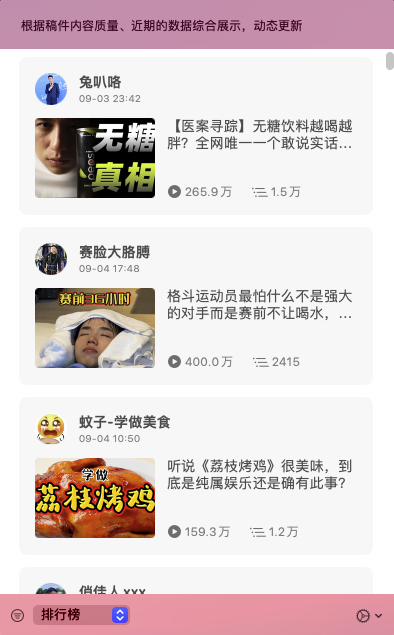 根据稿件内容质量、近期的数据综合展示，动态更新
兔叭咯
09-03 23:42
无糖
真相
pepsi
【医案寻踪】无糖饮料越喝越
胖？全网唯一一个敢说实话…
265.9万
1.5万
赛脸大胳膊
09-04 17:48
赛前36小时
格斗运动员最怕什么不是强大
的对手而是赛前不让喝水，…
400.0万
2415
蚊子-学做美食
09-04 10:50
学做
荔枝烤鸡
听说《荔枝烤鸡》很美味，到
底是纯属娱乐还是确有此事？
159.3万
1.2万
俏佳人xxx
排行榜